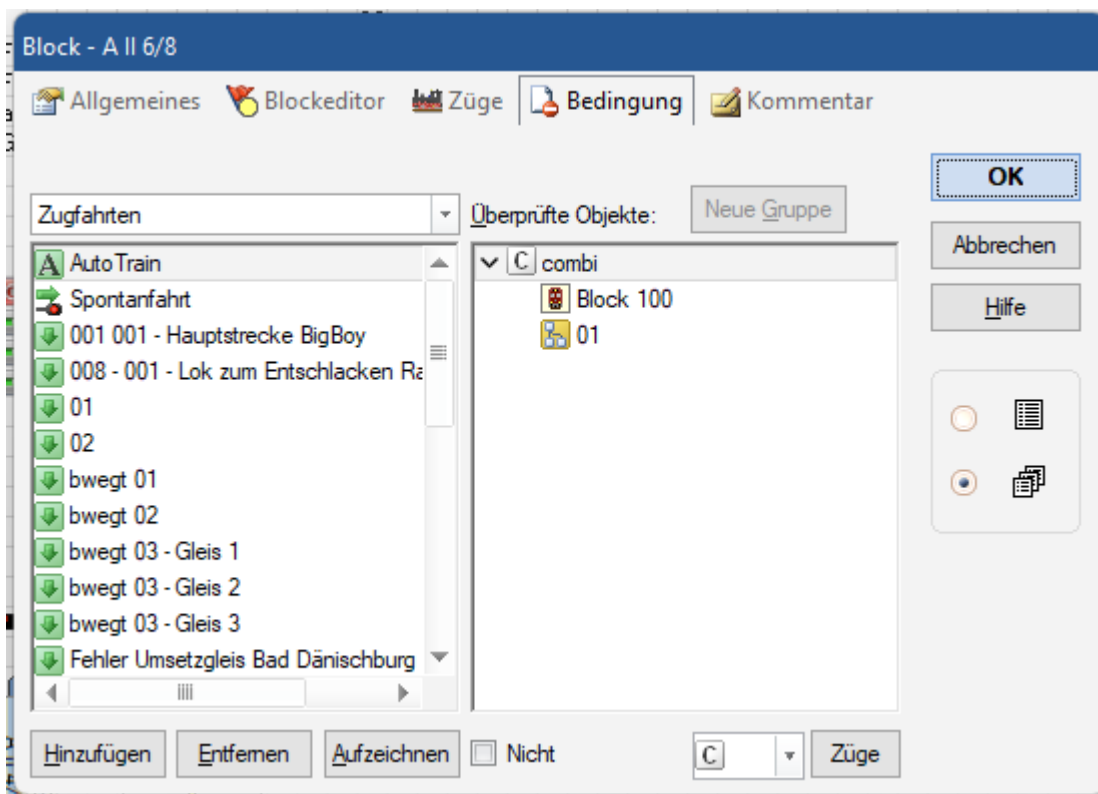 Block - A II 6/8
Allgemeines Blockeditor Züge Bedingung Kommentar
OK
Zugfahrten
Überprüfte Objekte:
Neue Gruppe
Abbrechen
Hilfe
A AutoTrain
Spontanfahrt
001 001 - Hauptstrecke BigBoy
008 - 001 - Lok zum Entschlacken Ra
01
02
bwegt 01
bwegt 02
bwegt 03 - Gleis 1
bwegt 03 - Gleis 2
bwegt 03 - Gleis 3
Fehler Umsetzgleis Bad Dänischburg
C combi
Block 100
01
Hinzufügen Entfernen Aufzeichnen Nicht C Züge